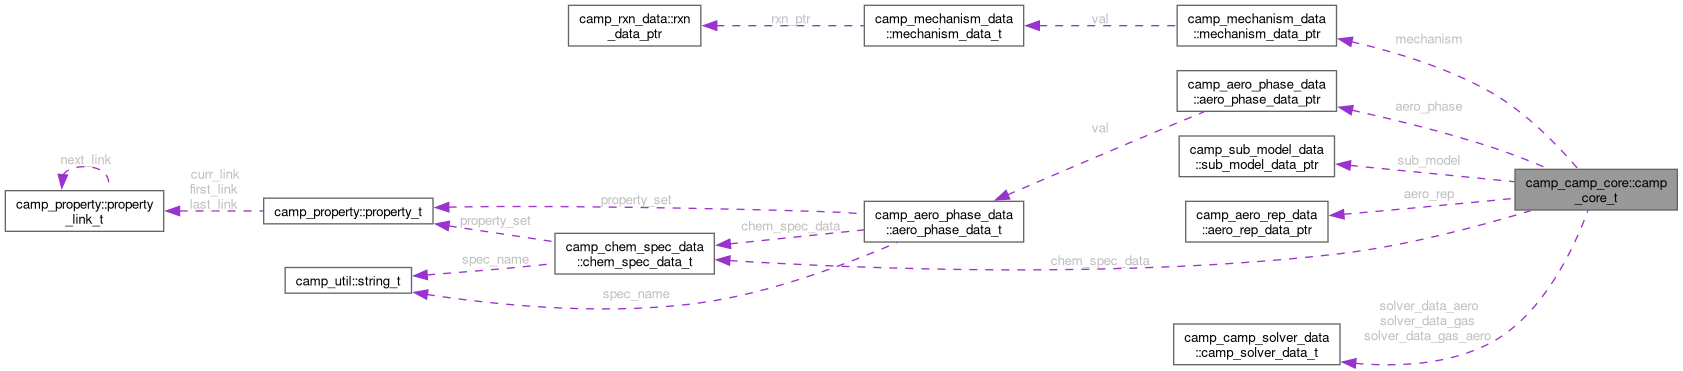 camp_rxn_data::rxn
_data_ptr
rxn_ptr
camp_mechanism_data
::mechanism_data_t
val
camp_mechanism_data
::mechanism_data_ptr
mechanism
camp_aero_phase_data
::aero_phase_data_ptr
aero_phase
val
camp_sub_model_data
::sub_model_data_ptr
sub_model
camp_camp_core::camp
_core_t
next_link
camp_property::property
_link_t
curr_link
first_link
last_link
camp_property::property_t
property_set
property_set
camp_aero_phase_data
::aero_phase_data_t
aero_rep
camp_aero_rep_data
::aero_rep_data_ptr
chem_spec_data
camp_chem_spec_data
::chem_spec_data_t
spec_name
chem_spec_data
camp_util::string_t
spec_name
solver_data_aero
solver_data_gas
solver_data_gas_aero
camp_camp_solver_data
::camp_solver_data_t